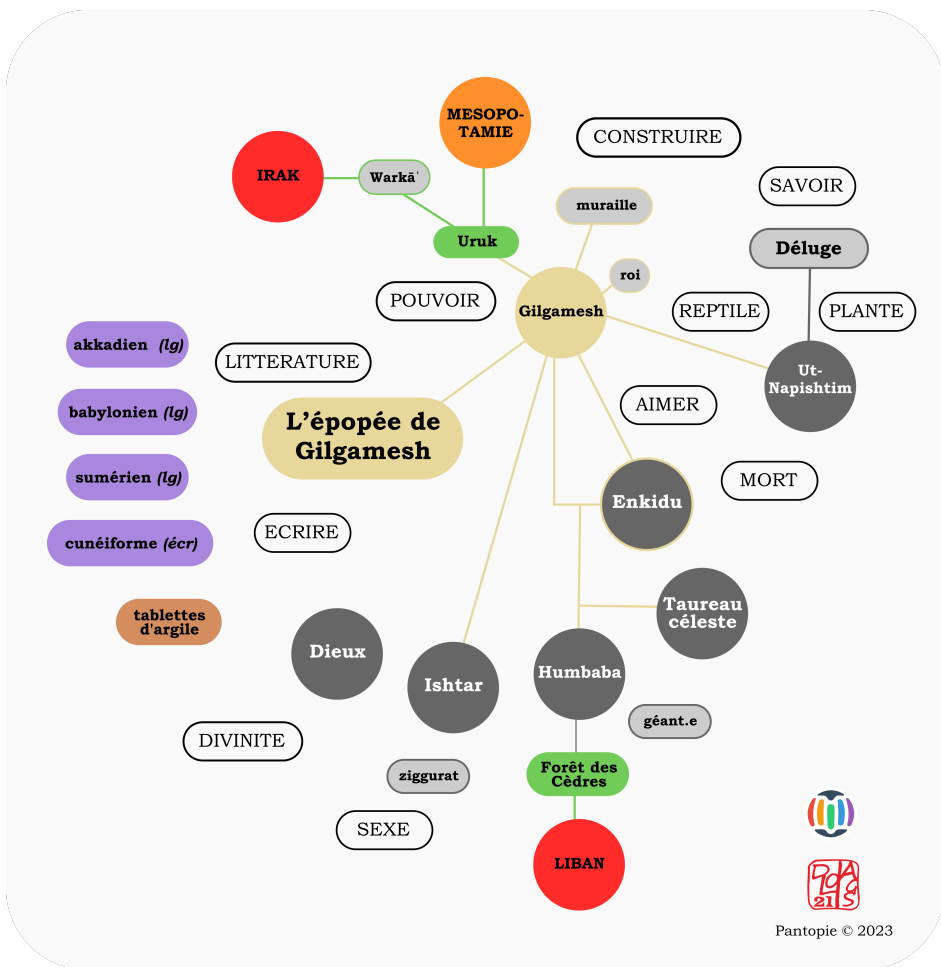 MESOPO-
TAMIE
CONSTRUIRE
IRAK
Warkāʾ
SAVOIR
muraille
Uruk
Déluge
roi
POUVOIR
Gilgamesh
REPTILE
PLANTE
akkadien (lg)
LITTERATURE
Ut-
Napishtim
babylonien (lg)
AIMER
L'épopée de
Gilgamesh
sumérien (lg)
MORT
Enkidu
ECRIRE
cunéiforme (écr)
tablettes
d'argile
Taureau
céleste
Dieux
Ishtar
Humbaba
géant.e
DIVINITE
ziggurat
Forêt des
Cèdres
SEXE
LIBAN
21
Pantopie © 2023